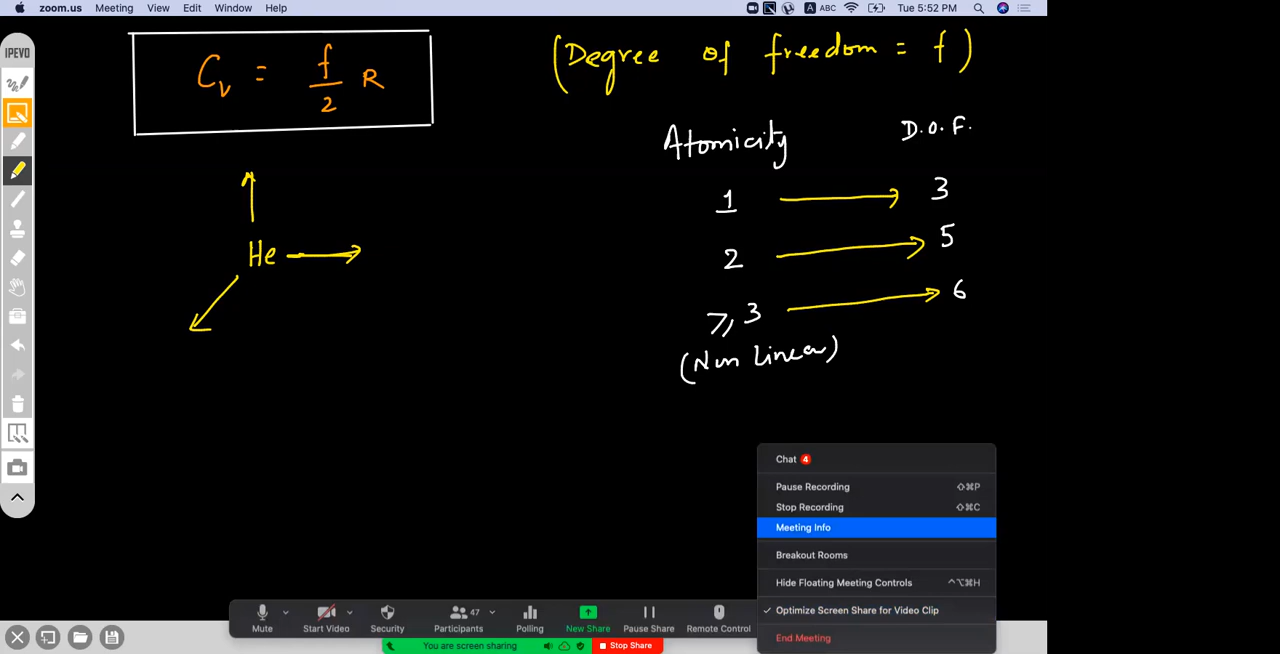 zoom.us Meeting View Edit Window Help
A ABC Tue 5:52 PM
IPEVO
C_v = f/2 R
(Degree of freedom = f)
Atomicity D.O.F.
1 → 3
2 → 5
⩾ 3 → 6
(Non Linear)
He
Chat 4
Pause Recording ⇧⌘P
Stop Recording ⇧⌘C
Meeting Info
Breakout Rooms
Hide Floating Meeting Controls ^⌥⌘H
✓ Optimize Screen Share for Video Clip
End Meeting
Mute Start Video Security Participants 47 Polling New Share Pause Share Remote Control
You are screen sharing Stop Share